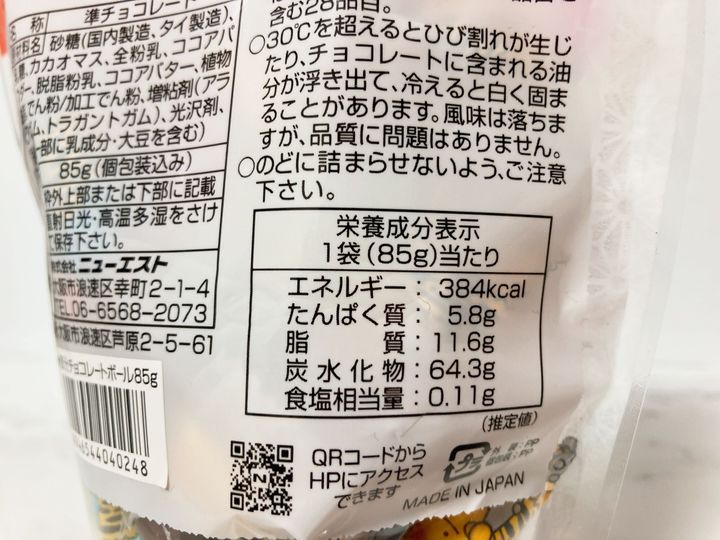 称 準チョコレート
砂糖(国内製造、タイ製造)、
カカオマス、全粉乳、ココアバ
脱脂粉乳、ココアバター、植物
でん粉/加工でん粉、増粘剤(アラ
ム、トラガントガム)、光沢剤、
一部に乳成分・大豆を含む)
85g(個包装込み)
枠外上部または下部に記載
直射日光・高温多湿をさけ
て保存下さい。
株式会社ニューエスト
大阪市浪速区幸町2-1-4
TEL.06-6568-2073
大阪市浪速区芦原2-5-61
チョコレートボール85g
44040248
含む28品目。
○30℃を超えるとひび割れが生じ
たり、チョコレートに含まれる油
分が浮き出て、冷えると白く固ま
ることがあります。風味は落ちま
すが、品質に問題はありません。
○のどに詰まらせないよう、ご注意
下さい。
栄養成分表示
1袋(85g)当たり
エネルギー: 384kcal
たんぱく質: 5.8g
脂質: 11.6g
炭水化物: 64.3g
食塩相当量: 0.11g
(推定値)
QRコードから
HPにアクセス
できます
プラ
外装:PP
個包装:PP
MADE IN JAPAN